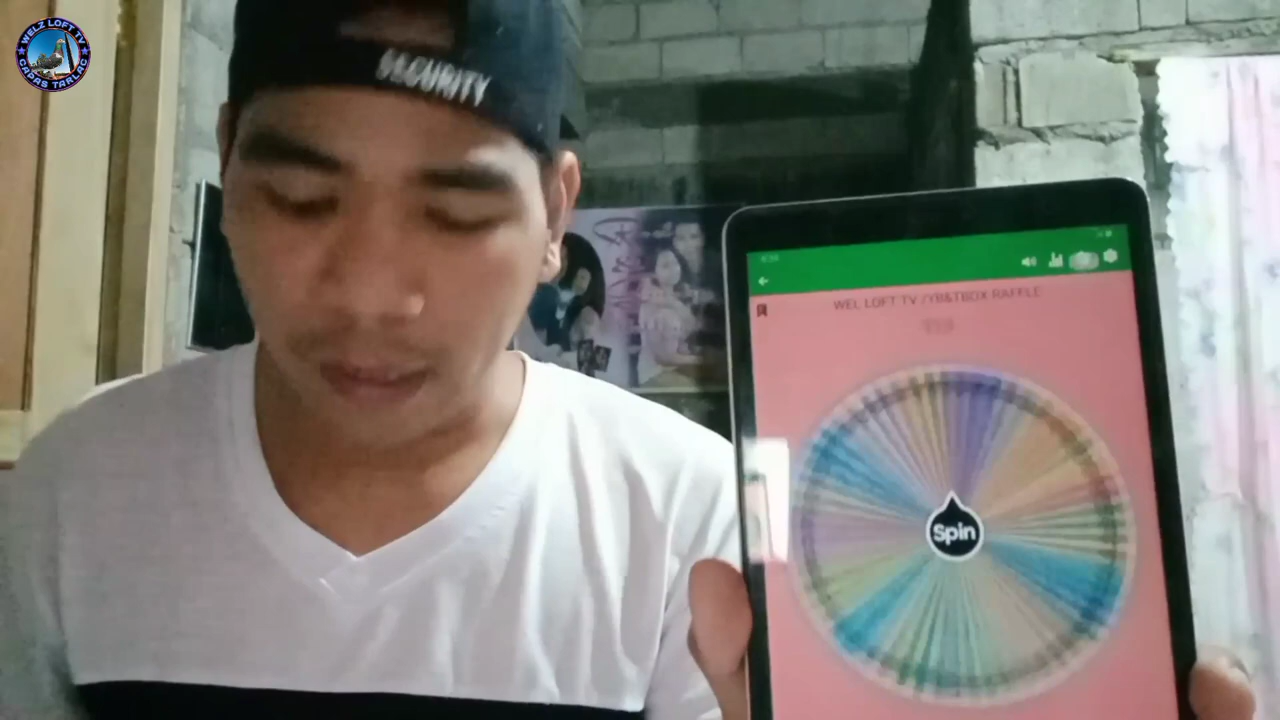 WELZ LOFT TV
CAPAS TARLAC
SECURITY
WEL LOFT TV /YB&TBOX RAFFLE
Spin